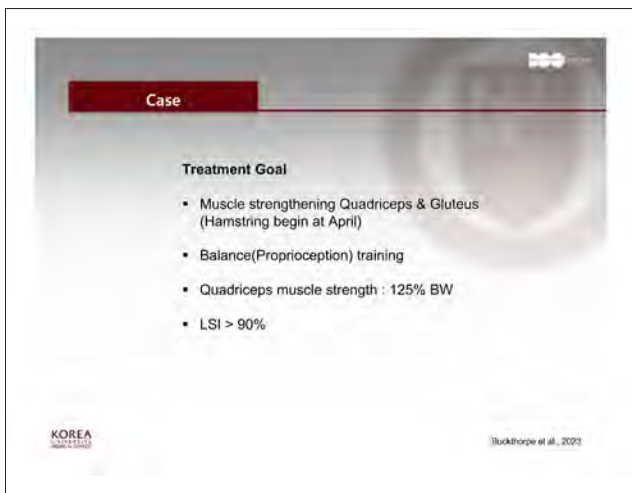 Case
Treatment Goal
▪ Muscle strengthening Quadriceps & Gluteus
(Hamstring begin at April)
▪ Balance(Proprioception) training
▪ Quadriceps muscle strength : 125% BW
▪ LSI > 90%
KOREA
Buckthorpe et al., 2023